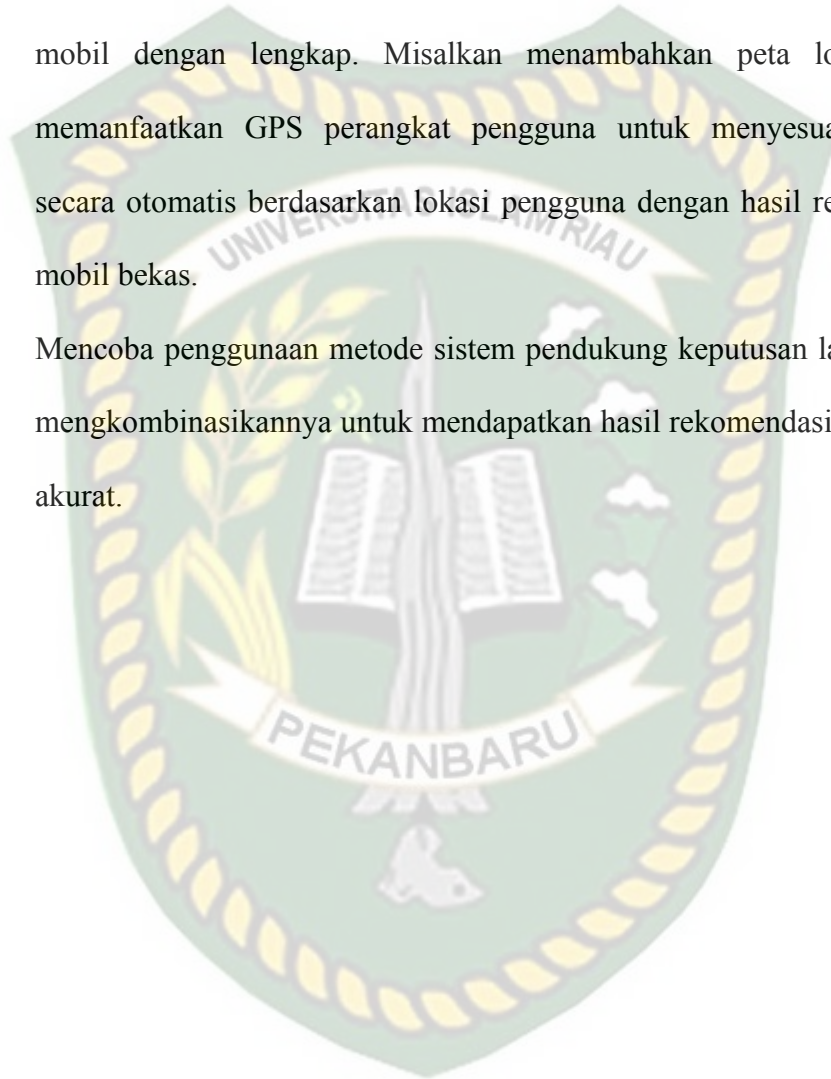 mobil dengan lengkap. Misalkan menambahkan peta lo
memanfaatkan GPS perangkat pengguna untuk menyesua
secara otomatis berdasarkan lokasi pengguna dengan hasil re
mobil bekas.
Mencoba penggunaan metode sistem pendukung keputusan la
mengkombinasikannya untuk mendapatkan hasil rekomendasi
akurat.
UNIVERSITAS ISLAM RIAU
PEKANBARU